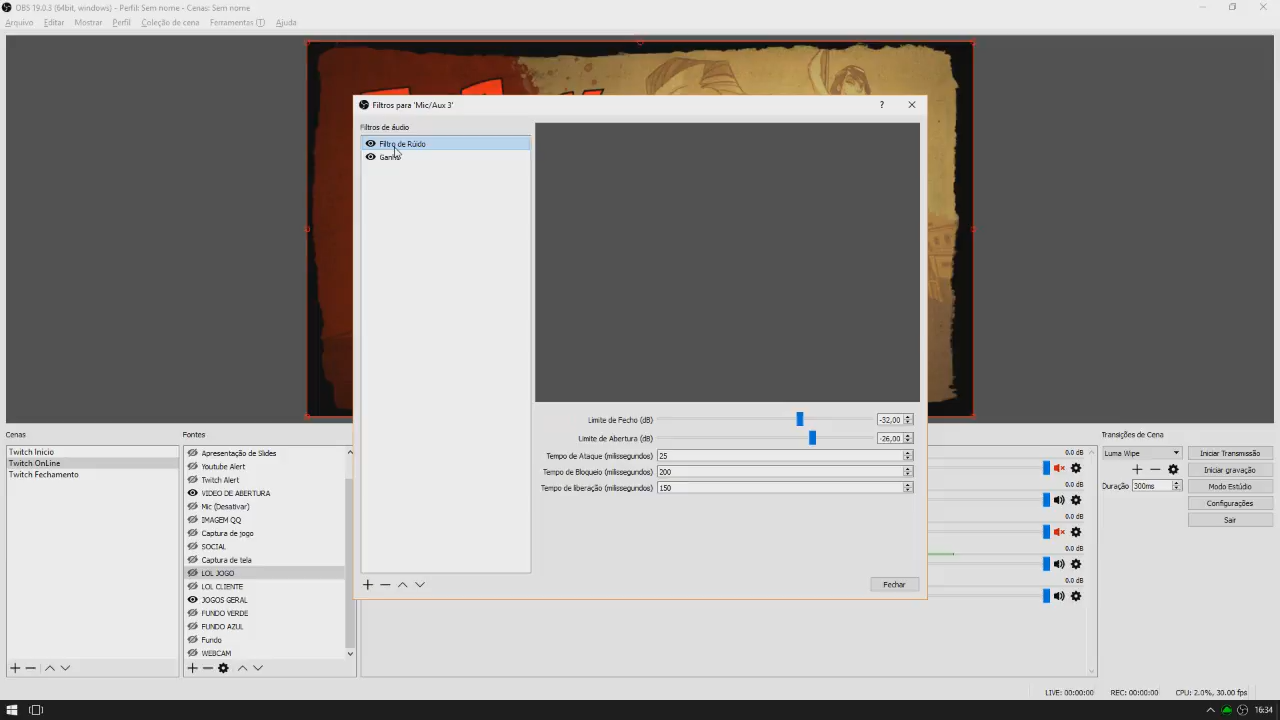 OBS 19.0.3 (64bit, windows) - Perfil: Sem nome - Cenas: Sem nome
Arquivo Editar Mostrar Perfil Coleção de cena Ferramentas (T) Ajuda
Filtros para 'Mic/Aux 3'
?
Filtros de áudio
Filtro de Rúido
Ganho
Limite de Fecho (dB) -32,00
Limite de Abertura (dB) -26,00
Tempo de Ataque (milissegundos) 25
Tempo de Bloqueio (milissegundos) 200
Tempo de liberação (milissegundos) 150
Fechar
Cenas
Twitch Inicio
Twitch OnLine
Twitch Fechamento
Fontes
Apresentação de Slides
Youtube Alert
Twitch Alert
VIDEO DE ABERTURA
Mic (Desativar)
IMAGEM QQ
Captura de jogo
SOCIAL
Captura de tela
LOL JOGO
LOL CLIENTE
JOGOS GERAL
FUNDO VERDE
FUNDO AZUL
Fundo
WEBCAM
0.0 dB
0.0 dB
0.0 dB
0.0 dB
0.0 dB
Transições de Cena
Luma Wipe
Duração 300ms
Iniciar Transmissão
Iniciar gravação
Modo Estúdio
Configurações
Sair
LIVE: 00:00:00 REC: 00:00:00 CPU: 2.0%, 30.00 fps
16:34